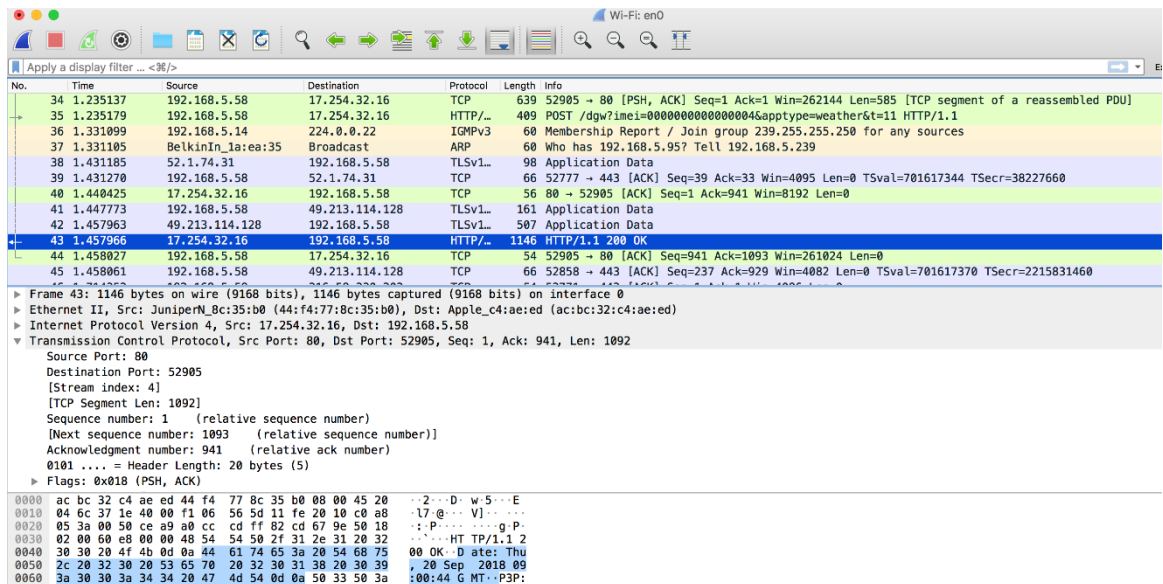 Wi-Fi: en0
Apply a display filter ... <⌘/>
No. Time Source Destination Protocol Length Info
34 1.235137 192.168.5.58 17.254.32.16 TCP 639 52905 → 80 [PSH, ACK] Seq=1 Ack=1 Win=262144 Len=585 [TCP segment of a reassembled PDU]
35 1.235179 192.168.5.58 17.254.32.16 HTTP/… 409 POST /dgw?imei=0000000000000004&apptype=weather&t=11 HTTP/1.1
36 1.331099 192.168.5.14 224.0.0.22 IGMPv3 60 Membership Report / Join group 239.255.255.250 for any sources
37 1.331105 BelkinIn_1a:ea:35 Broadcast ARP 60 Who has 192.168.5.95? Tell 192.168.5.239
38 1.431185 52.1.74.31 192.168.5.58 TLSv1… 98 Application Data
39 1.431270 192.168.5.58 52.1.74.31 TCP 66 52777 → 443 [ACK] Seq=39 Ack=33 Win=4095 Len=0 TSval=701617344 TSecr=38227660
40 1.440425 17.254.32.16 192.168.5.58 TCP 56 80 → 52905 [ACK] Seq=1 Ack=941 Win=8192 Len=0
41 1.447773 192.168.5.58 49.213.114.128 TLSv1… 161 Application Data
42 1.457963 49.213.114.128 192.168.5.58 TLSv1… 507 Application Data
43 1.457966 17.254.32.16 192.168.5.58 HTTP/… 1146 HTTP/1.1 200 OK
44 1.458027 192.168.5.58 17.254.32.16 TCP 54 52905 → 80 [ACK] Seq=941 Ack=1093 Win=261024 Len=0
45 1.458061 192.168.5.58 49.213.114.128 TCP 66 52858 → 443 [ACK] Seq=237 Ack=929 Win=4082 Len=0 TSval=701617370 TSecr=2215831460
Frame 43: 1146 bytes on wire (9168 bits), 1146 bytes captured (9168 bits) on interface 0
Ethernet II, Src: JuniperN_8c:35:b0 (44:f4:77:8c:35:b0), Dst: Apple_c4:ae:ed (ac:bc:32:c4:ae:ed)
Internet Protocol Version 4, Src: 17.254.32.16, Dst: 192.168.5.58
Transmission Control Protocol, Src Port: 80, Dst Port: 52905, Seq: 1, Ack: 941, Len: 1092
Source Port: 80
Destination Port: 52905
[Stream index: 4]
[TCP Segment Len: 1092]
Sequence number: 1 (relative sequence number)
[Next sequence number: 1093 (relative sequence number)]
Acknowledgment number: 941 (relative ack number)
0101 .... = Header Length: 20 bytes (5)
Flags: 0x018 (PSH, ACK)
0000 ac bc 32 c4 ae ed 44 f4 77 8c 35 b0 08 00 45 20 ··2···D· w·5···E
0010 04 6c 37 1e 40 00 f1 06 56 5d 11 fe 20 10 c0 a8 ·l7·@··· V]·· ···
0020 05 3a 00 50 ce a9 a0 cc cd ff 82 cd 67 9e 50 18 ·:·P···· ····g·P·
0030 02 00 60 e8 00 00 48 54 54 50 2f 31 2e 31 20 32 ··`···HT TP/1.1 2
0040 30 30 20 4f 4b 0d 0a 44 61 74 65 3a 20 54 68 75 00 OK··D ate: Thu
0050 2c 20 32 30 20 53 65 70 20 32 30 31 38 20 30 39 , 20 Sep 2018 09
0060 3a 30 30 3a 34 34 20 47 4d 54 0d 0a 50 33 50 3a :00:44 G MT··P3P: